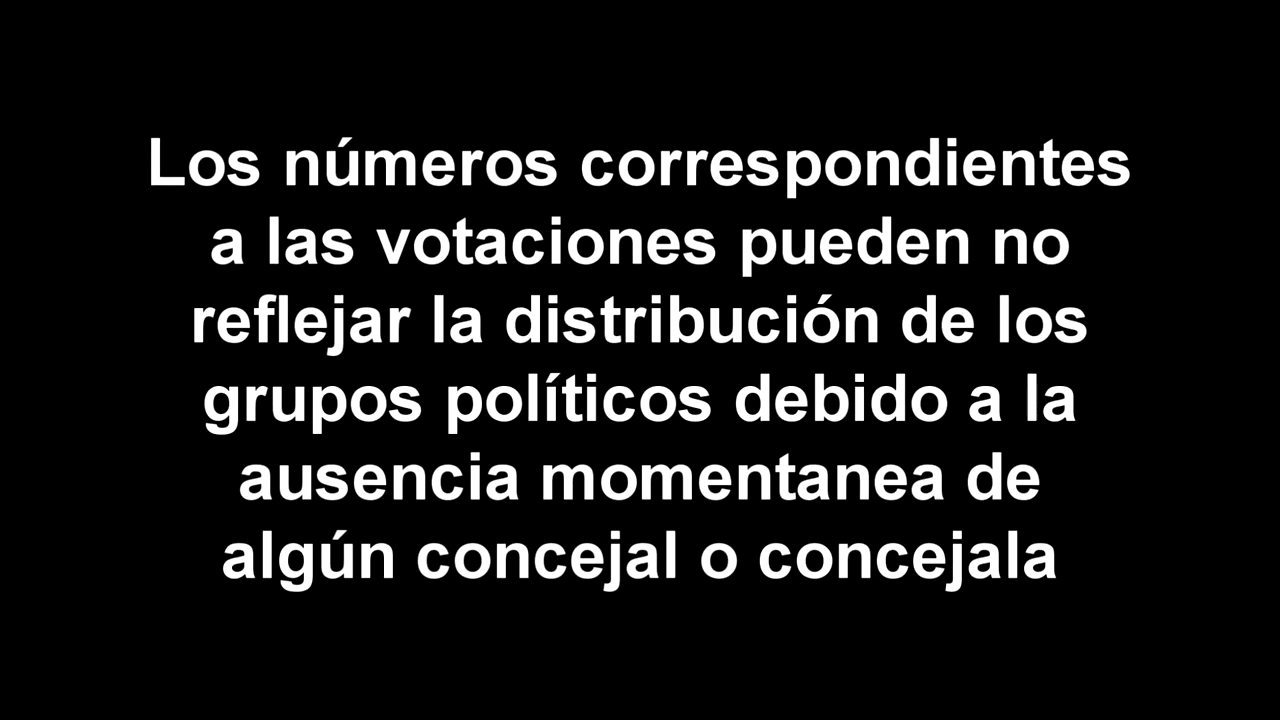 Los números correspondientes
a las votaciones pueden no
reflejar la distribución de los
grupos políticos debido a la
ausencia momentanea de
algún concejal o concejala